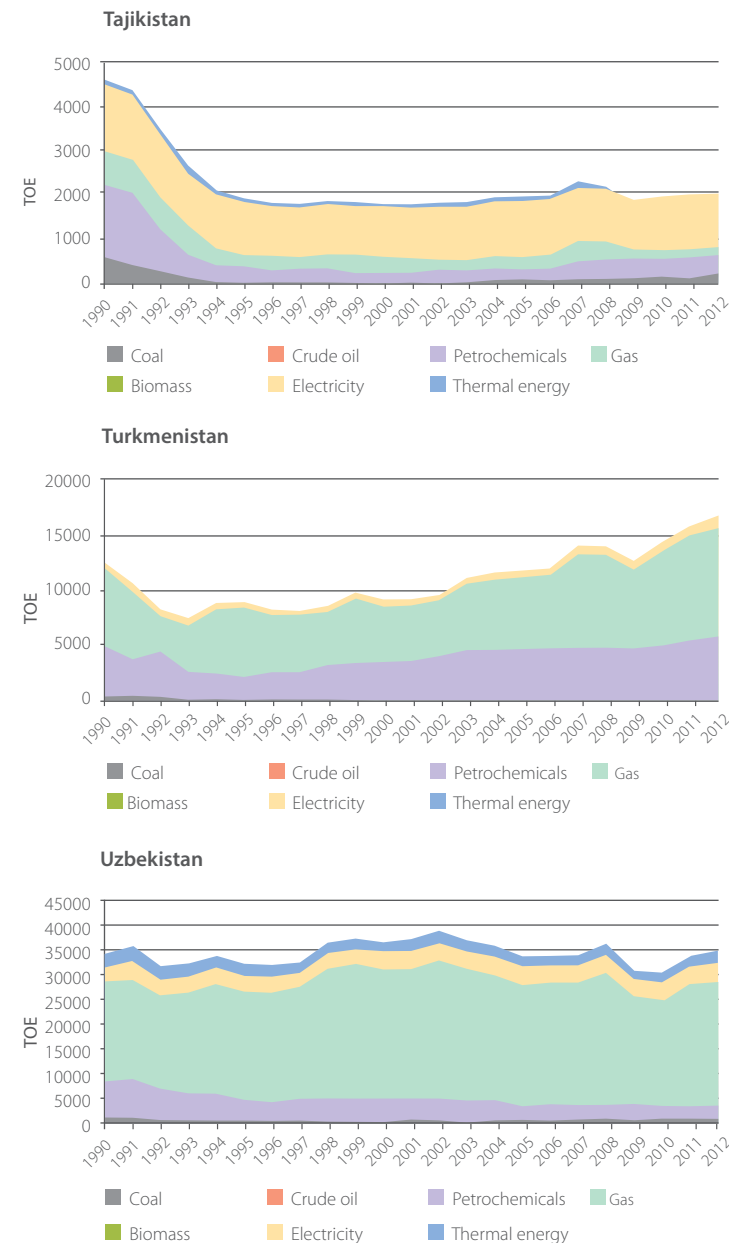 Tajikistan
5000
4000
3000
2000
1000
0
TOE
1990 1991 1992 1993 1994 1995 1996 1997 1998 1999 2000 2001 2002 2003 2004 2005 2006 2007 2008 2009 2010 2011 2012
Coal Crude oil Petrochemicals Gas
Biomass Electricity Thermal energy
Turkmenistan
20000
15000
10000
5000
0
TOE
1990 1991 1992 1993 1994 1995 1996 1997 1998 1999 2000 2001 2002 2003 2004 2005 2006 2007 2008 2009 2010 2011 2012
Coal Crude oil Petrochemicals Gas
Biomass Electricity Thermal energy
Uzbekistan
45000
40000
35000
30000
25000
20000
15000
10000
5000
0
TOE
1990 1991 1992 1993 1994 1995 1996 1997 1998 1999 2000 2001 2002 2003 2004 2005 2006 2007 2008 2009 2010 2011 2012
Coal Crude oil Petrochemicals Gas
Biomass Electricity Thermal energy